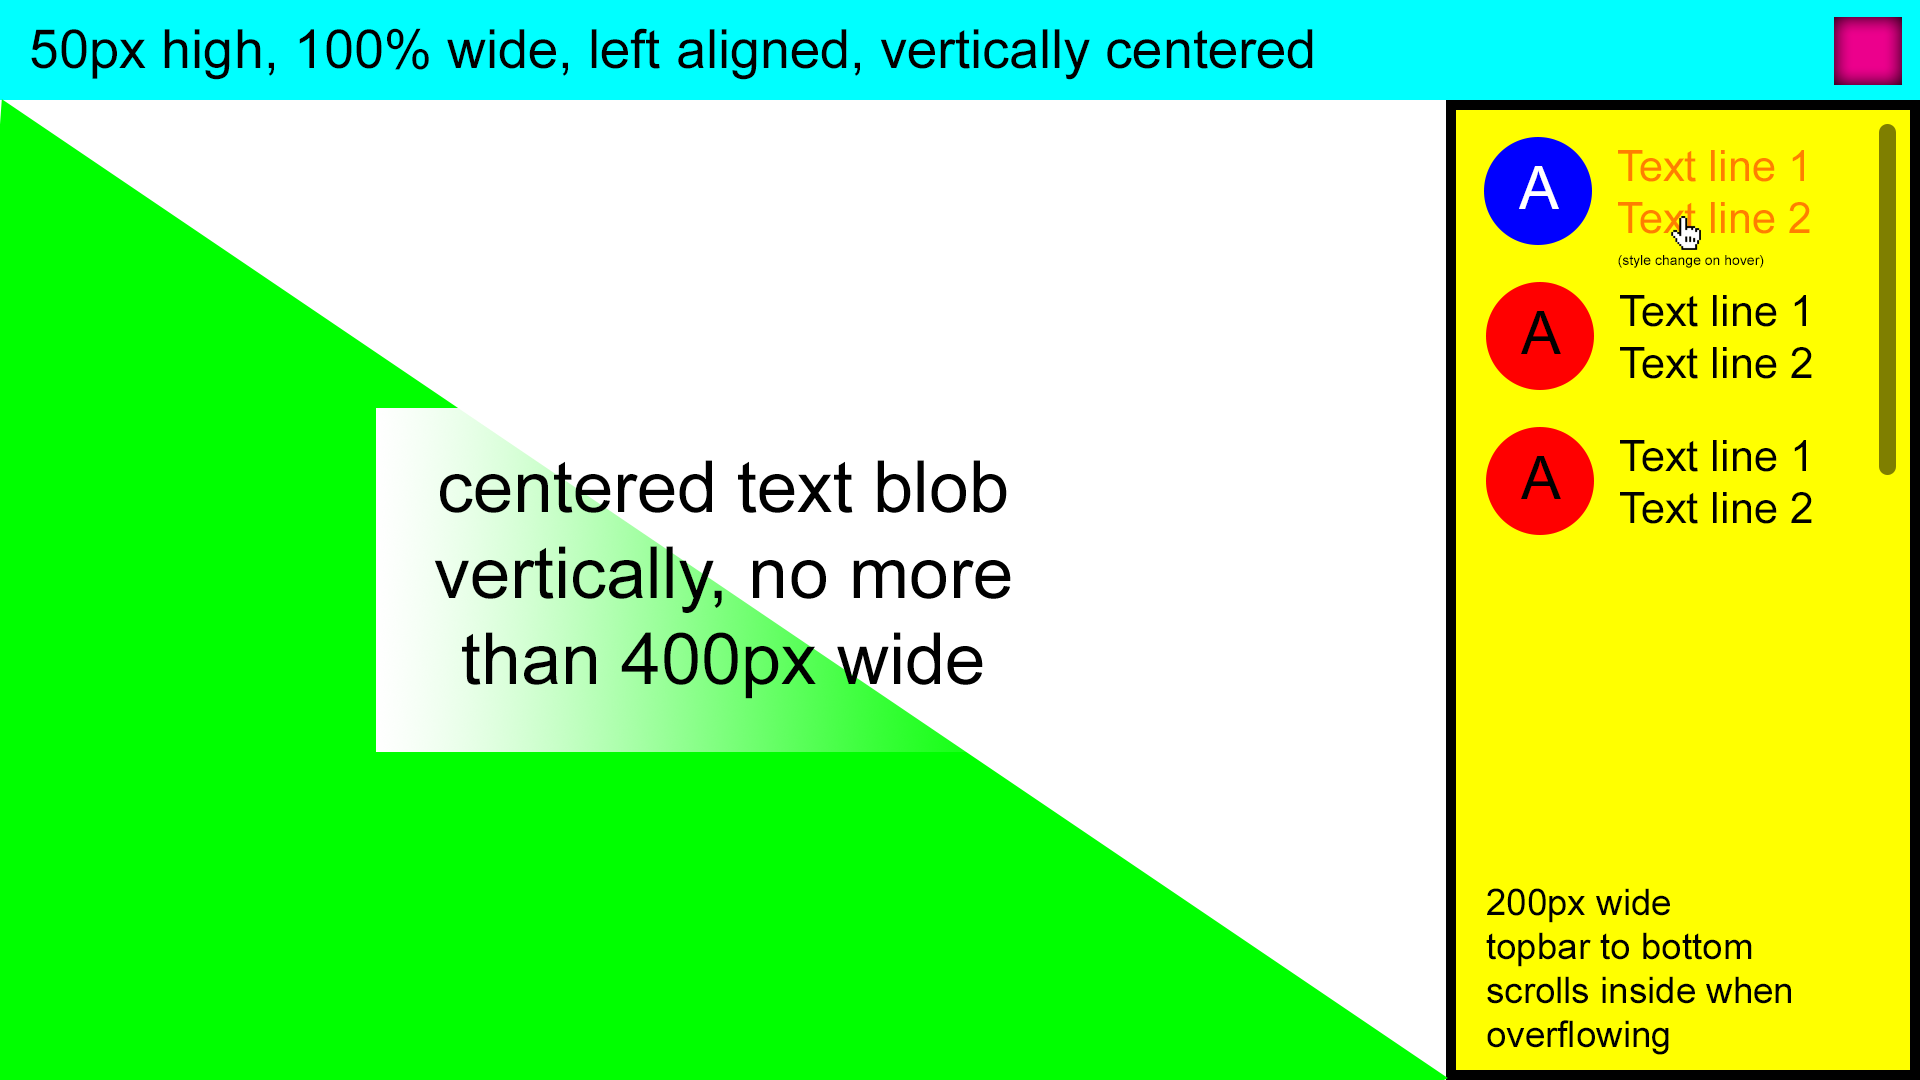 50px high, 100% wide, left aligned, vertically centered
centered text blob
vertically, no more
than 400px wide
A
Text line 1
Text line 2
(style change on hover)
A
Text line 1
Text line 2
A
Text line 1
Text line 2
200px wide
topbar to bottom
scrolls inside when
overflowing